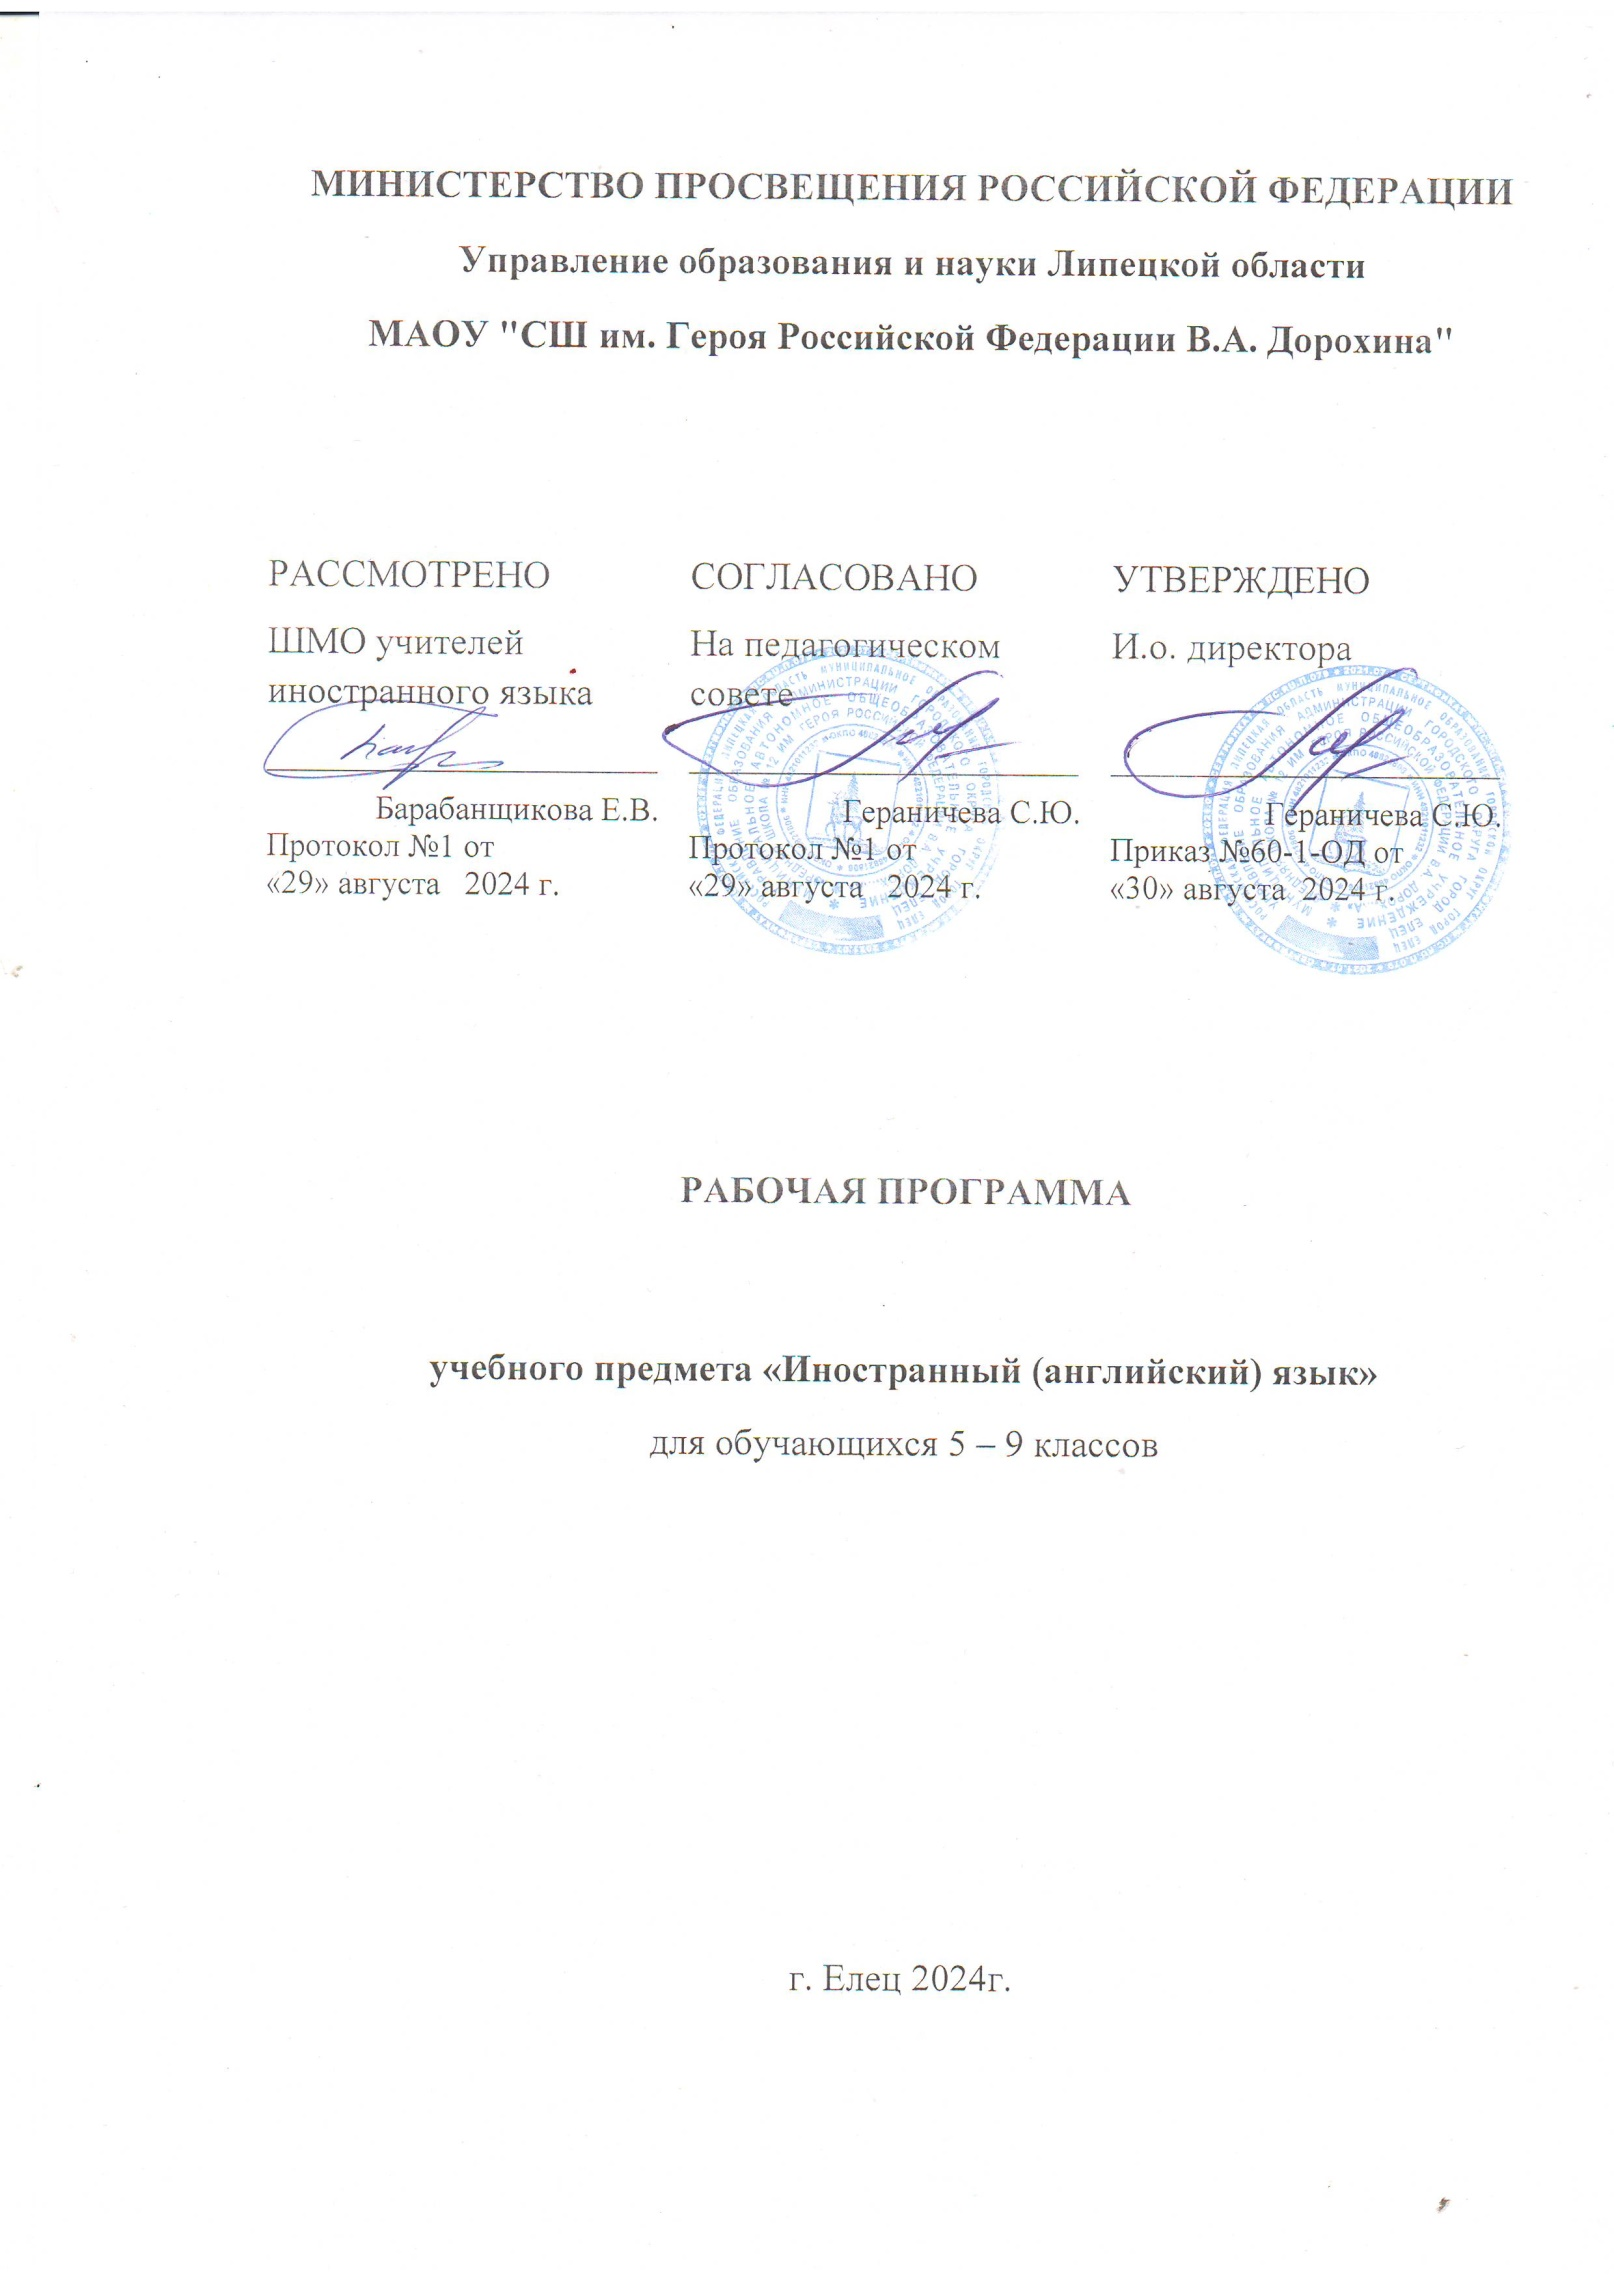 МИНИСТЕРСТВО ПРОСВЕЩЕНИЯ РОССИЙСКОЙ ФЕДЕРАЦИИ
Управление образования и науки Липецкой области
МАОУ "СШ им. Героя Российской Федерации В.А. Дорохина"
РАССМОТРЕНО
ШМО учителей
иностранного языка
Барабанщикова Е.В.
Протокол №1 от
«29» августа 2024 г.
СОГЛАСОВАНО
На педагогическом
совете
Гераничева С.Ю.
Протокол №1 от
«29» августа 2024 г.
УТВЕРЖДЕНО
И.о. директора
Гераничева С.Ю.
Приказ №60-1-ОД от
«30» августа 2024 г.
РАБОЧАЯ ПРОГРАММА
учебного предмета «Иностранный (английский) язык»
для обучающихся 5 – 9 классов
г. Елец 2024г.